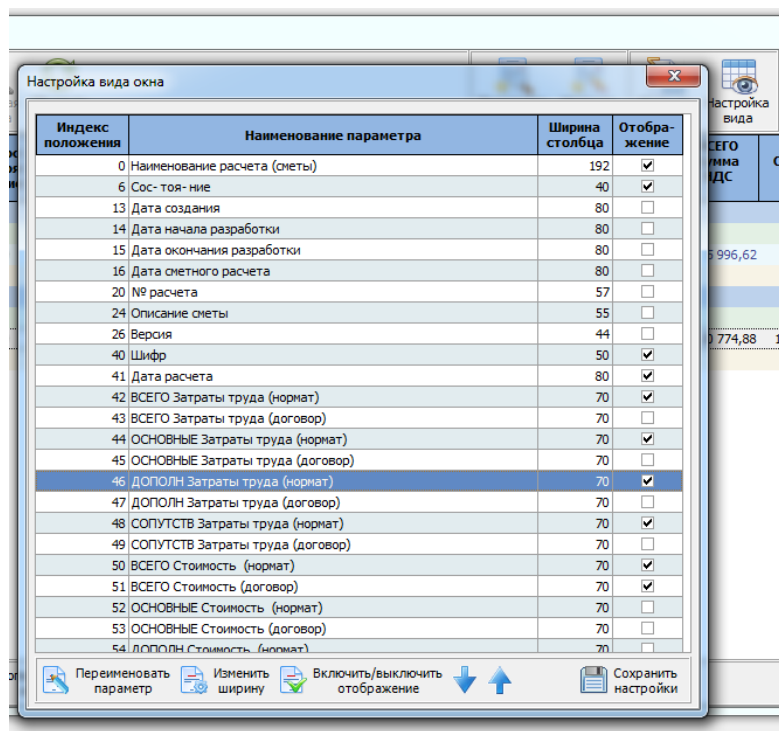 Настройка вида окна
Настройка
вида
Индекс положения Наименование параметра Ширина столбца Отобра-жение
0 Наименование расчета (сметы) 192
6 Сос- тоя- ние 40
13 Дата создания 80
14 Дата начала разработки 80
15 Дата окончания разработки 80
16 Дата сметного расчета 80
20 № расчета 57
24 Описание сметы 55
26 Версия 44
40 Шифр 50
41 Дата расчета 80
42 ВСЕГО Затраты труда (нормат) 70
43 ВСЕГО Затраты труда (договор) 70
44 ОСНОВНЫЕ Затраты труда (нормат) 70
45 ОСНОВНЫЕ Затраты труда (договор) 70
46 ДОПОЛН Затраты труда (нормат) 70
47 ДОПОЛН Затраты труда (договор) 70
48 СОПУТСТВ Затраты труда (нормат) 70
49 СОПУТСТВ Затраты труда (договор) 70
50 ВСЕГО Стоимость (нормат) 70
51 ВСЕГО Стоимость (договор) 70
52 ОСНОВНЫЕ Стоимость (нормат) 70
53 ОСНОВНЫЕ Стоимость (договор) 70
54 ДОПОЛН Стоимость (нормат) 70
Переименовать параметр
Изменить ширину
Включить/выключить отображение
Сохранить настройки
996,62
774,88